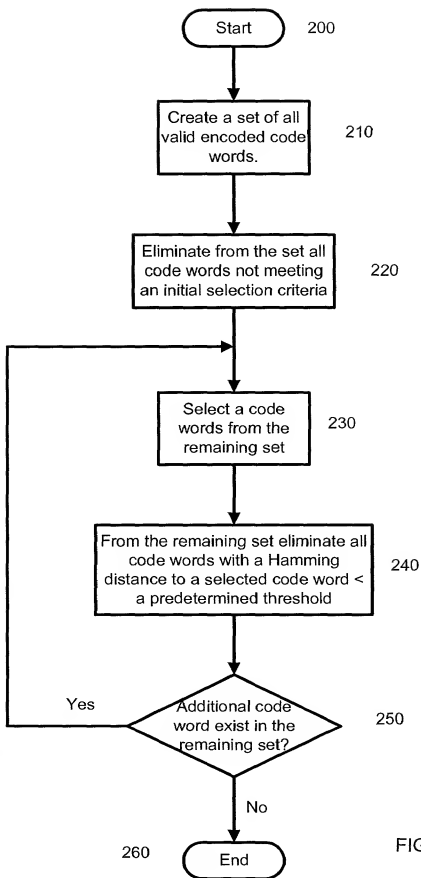 Start
200
Create a set of all
valid encoded code
words.
210
Eliminate from the set all
code words not meeting
an initial selection criteria
220
Select a code
words from the
remaining set
230
From the remaining set eliminate all
code words with a Hamming
distance to a selected code word <
a predetermined threshold
240
Yes
Additional code
word exist in the
remaining set?
250
No
260
End
FIG